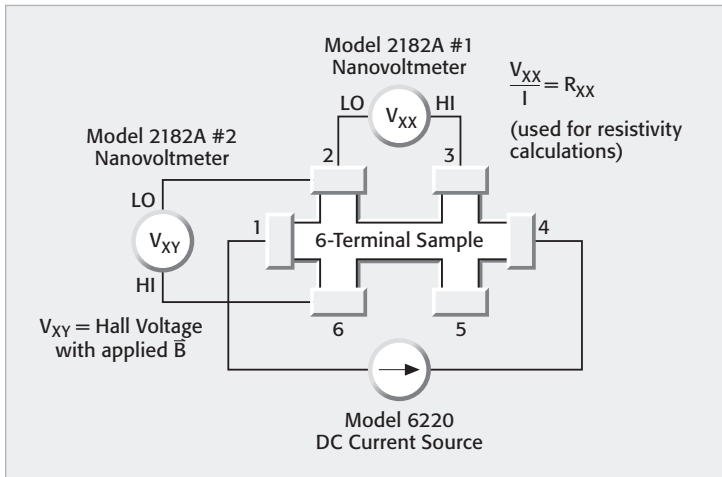 Model 2182A #1
Nanovoltmeter
LO
V_XX
HI
V_XX
I
= R_XX
(used for resistivity
calculations)
Model 2182A #2
Nanovoltmeter
2
3
LO
1
6-Terminal Sample
4
V_XY
HI
6
5
V_XY = Hall Voltage
with applied B̅
Model 6220
DC Current Source